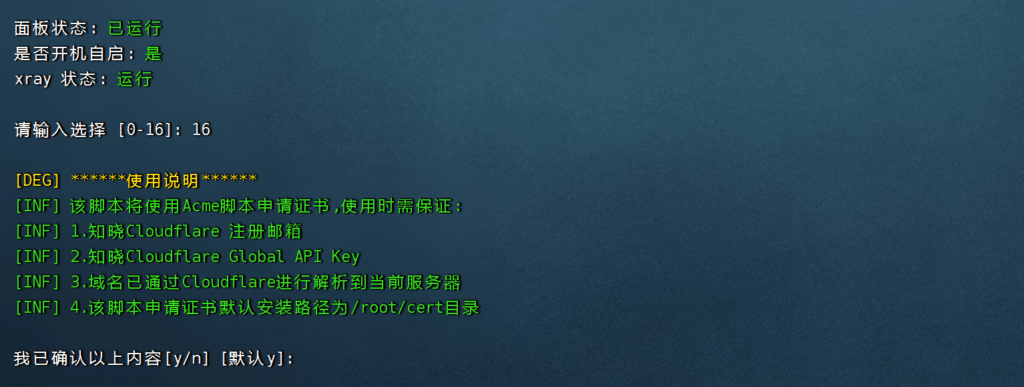 面板状态: 已运行
是否开机自启: 是
xray 状态: 运行
请输入选择 [0-16]: 16
[DEG] ******使用说明******
[INF] 该脚本将使用Acme脚本申请证书,使用时需保证:
[INF] 1.知晓Cloudflare 注册邮箱
[INF] 2.知晓Cloudflare Global API Key
[INF] 3.域名已通过Cloudflare进行解析到当前服务器
[INF] 4.该脚本申请证书默认安装路径为/root/cert目录
我已确认以上内容[y/n] [默认y]: